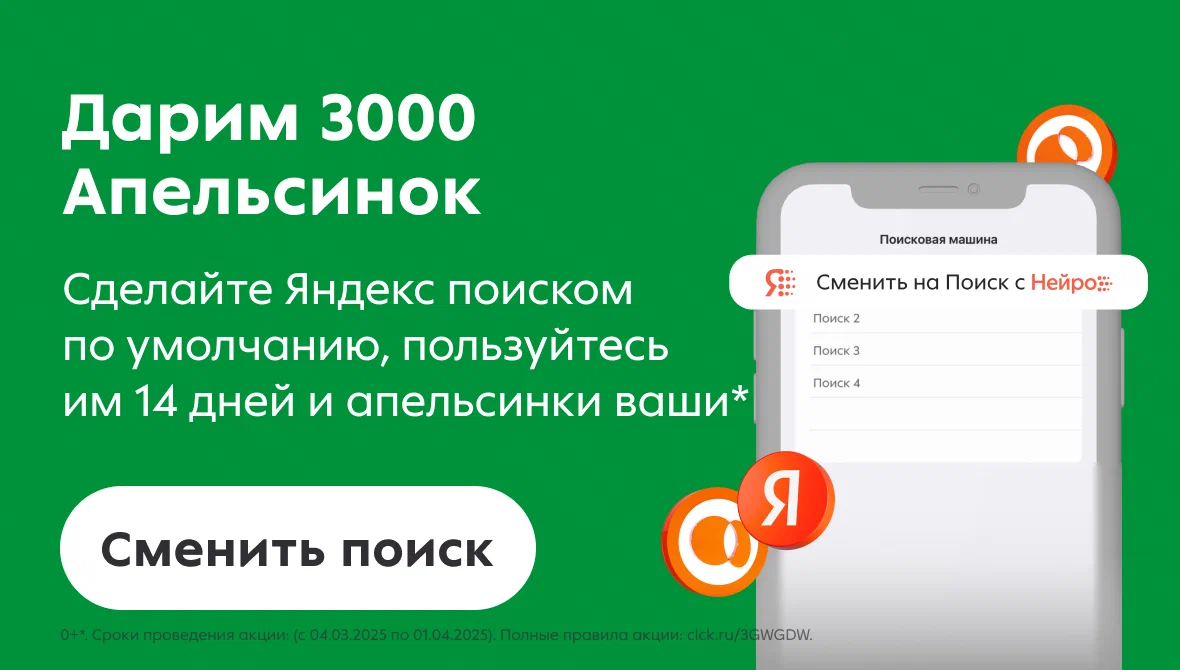 Дарим 3000
Апельсинок
Сделайте Яндекс поиском
по умолчанию, пользуйтесь
им 14 дней и апельсинки ваши*
Сменить поиск
0+*. Сроки проведения акции: (с 04.03.2025 по 01.04.2025). Полные правила акции: clck.ru/3GWGDW.
Поисковая машина
Я Сменить на Поиск с Нейро
Поиск 2
Поиск 3
Поиск 4
Я